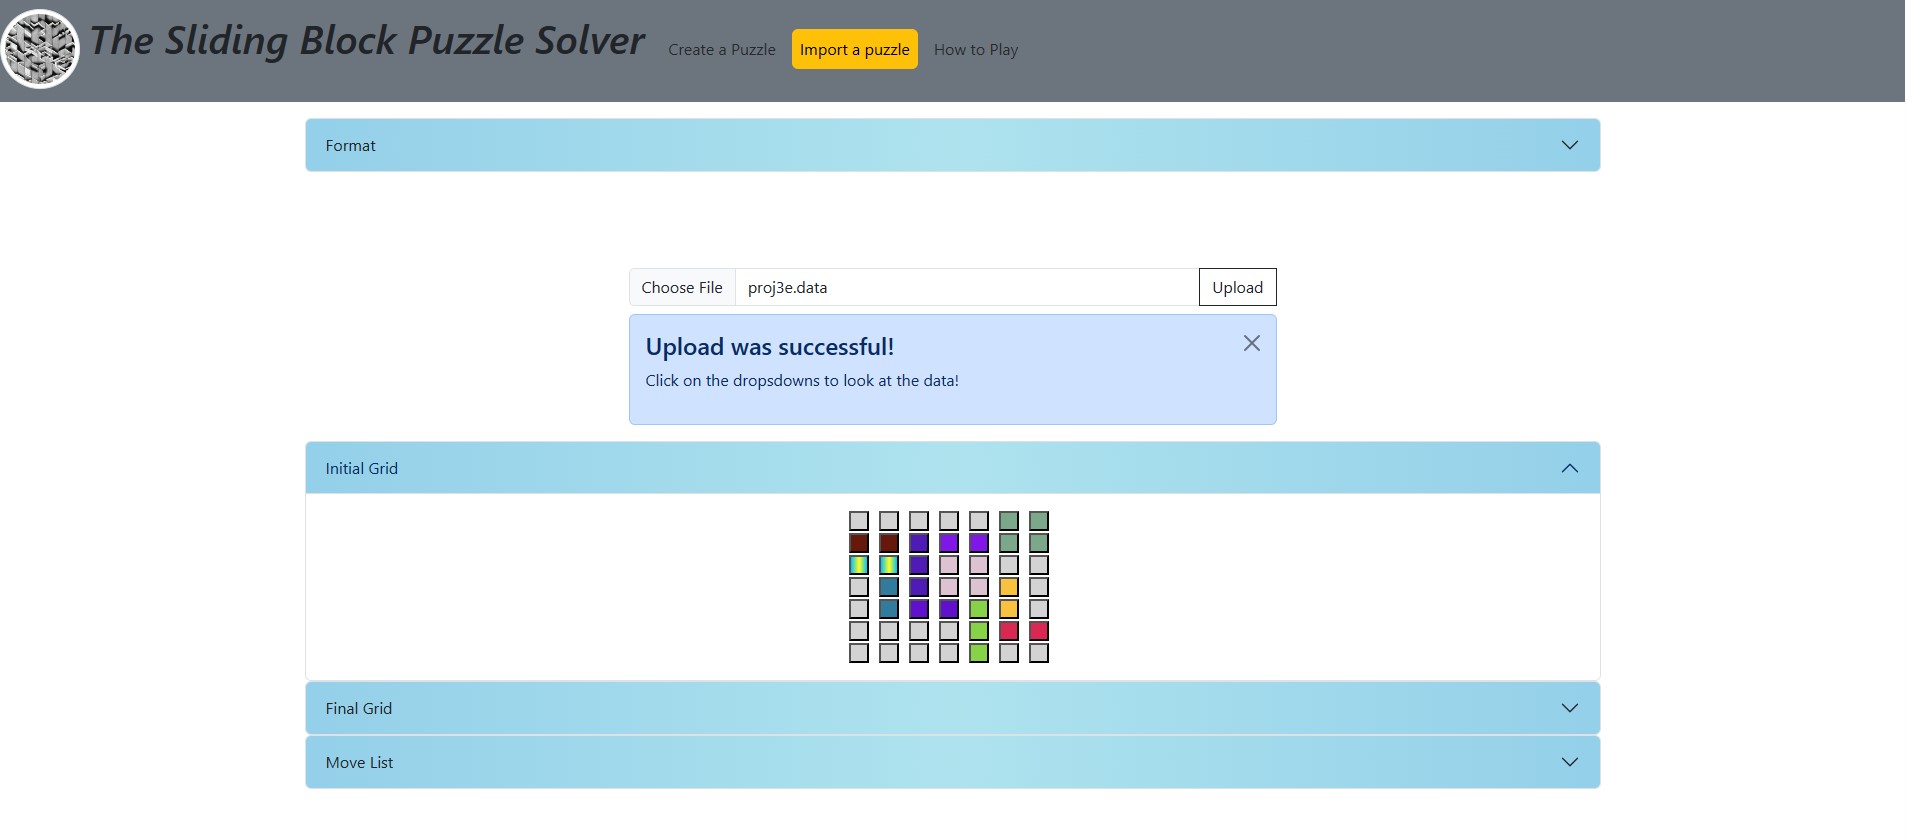 The Sliding Block Puzzle Solver Create a Puzzle Import a puzzle How to Play
Format
Choose File proj3e.data Upload
Upload was successful!
Click on the dropsdowns to look at the data!
Initial Grid
Final Grid
Move List